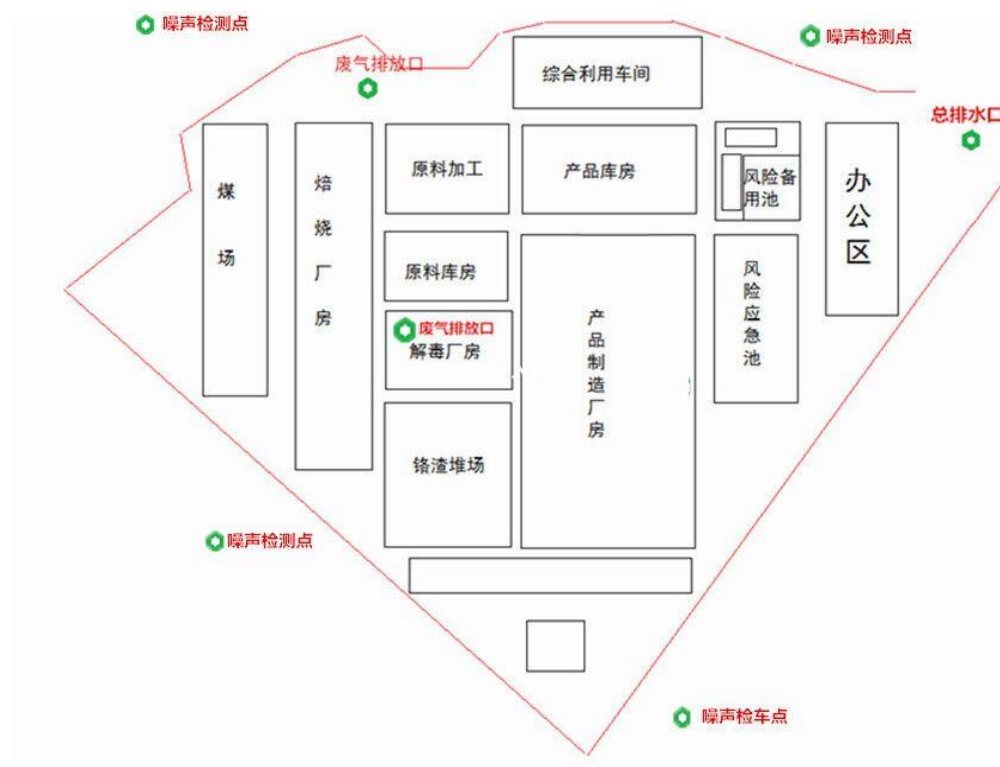 噪声检测点
噪声检测点
废气排放口
综合利用车间
总排水口
煤场
焙烧厂房
原料加工
产品库房
风险备
用池
办公区
原料库房
风险应急池
废气排放口
解毒厂房
产品制造厂房
铬渣堆场
噪声检测点
噪声检车点